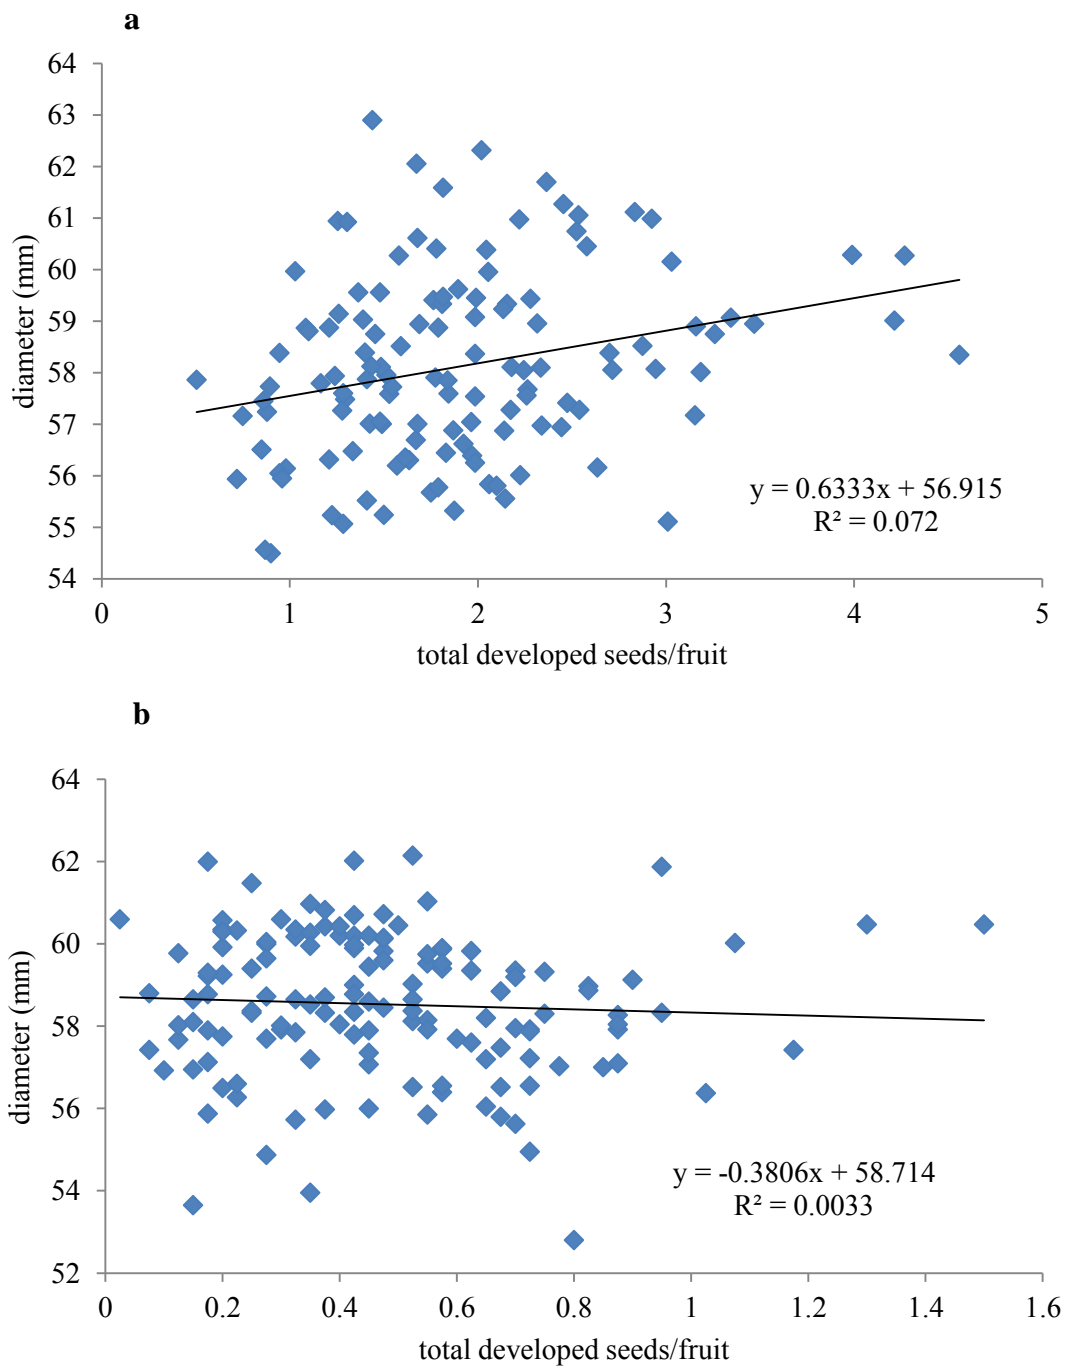 a
64
63
62
61
60
59
58
57
56
55
54
diameter (mm)
y = 0.6333x + 56.915
R² = 0.072
0 1 2 3 4 5
total developed seeds/fruit
b
64
62
60
58
56
54
52
diameter (mm)
y = -0.3806x + 58.714
R² = 0.0033
0 0.2 0.4 0.6 0.8 1 1.2 1.4 1.6
total developed seeds/fruit